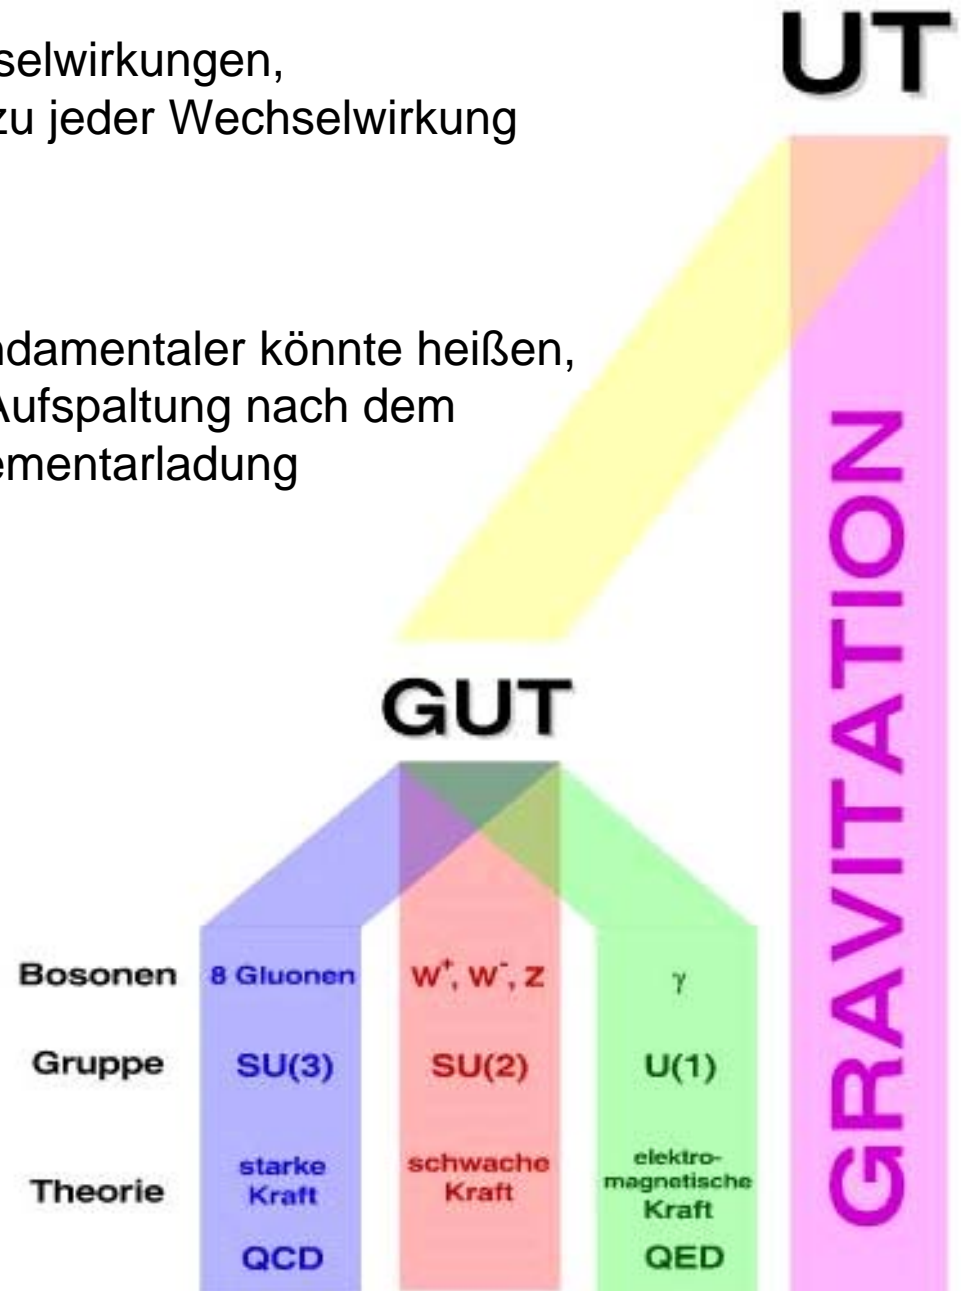 UT
selwirkungen,
zu jeder Wechselwirkung
ndamentaler könnte heißen,
Aufspaltung nach dem
ementarladung
GRAVITATION
GUT
Bosonen 8 Gluonen W⁺, W⁻, Z γ
Gruppe SU(3) SU(2) U(1)
Theorie starke Kraft schwache Kraft elektro-
magnetische
Kraft
QCD QED